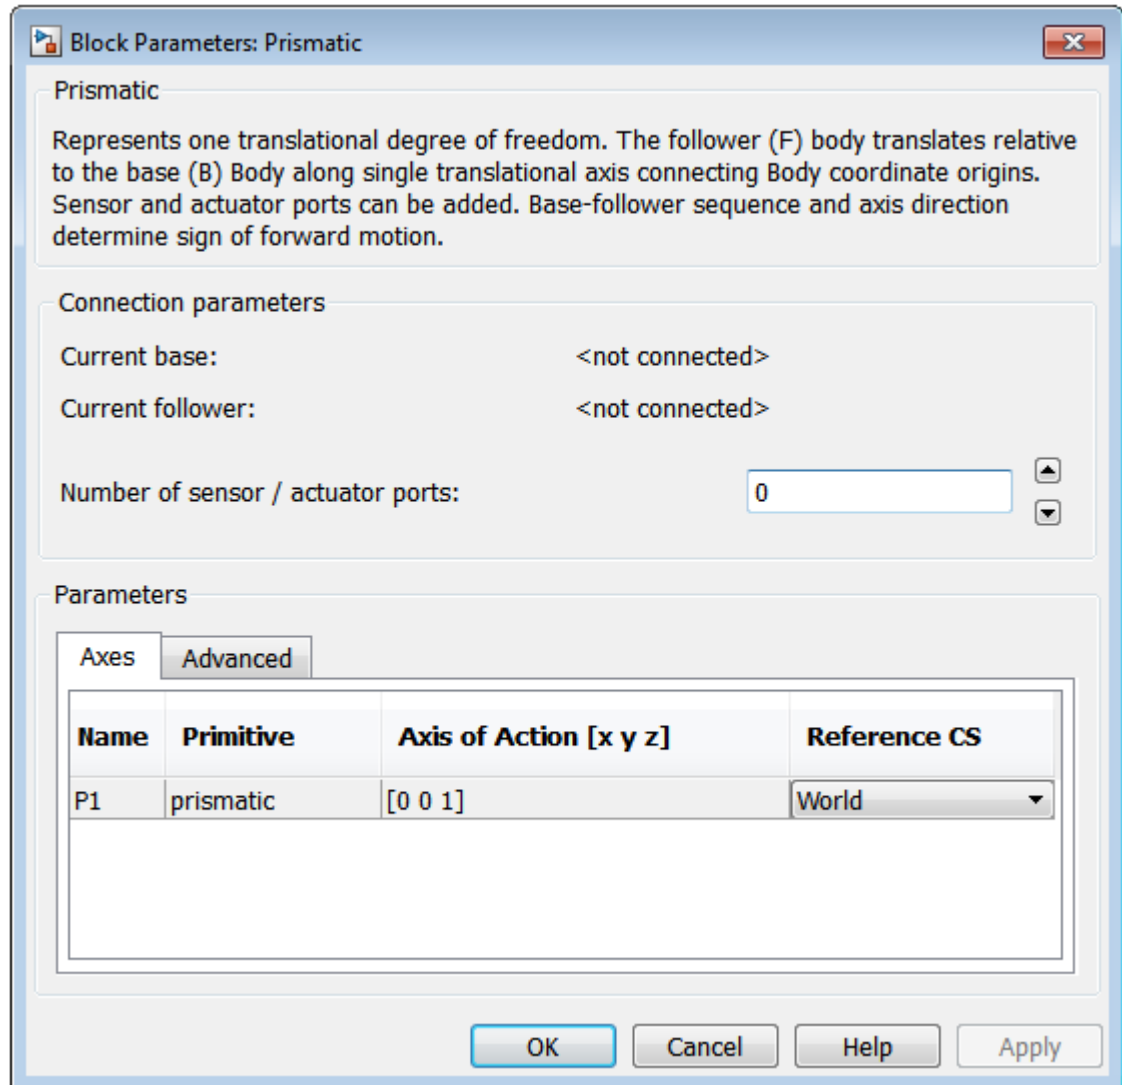 Block Parameters: Prismatic
Prismatic
Represents one translational degree of freedom. The follower (F) body translates relative
to the base (B) Body along single translational axis connecting Body coordinate origins.
Sensor and actuator ports can be added. Base-follower sequence and axis direction
determine sign of forward motion.
Connection parameters
Current base: <not connected>
Current follower: <not connected>
Number of sensor / actuator ports: 0
Parameters
Axes Advanced
Name Primitive Axis of Action [x y z] Reference CS
P1 prismatic [0 0 1] World
OK Cancel Help Apply